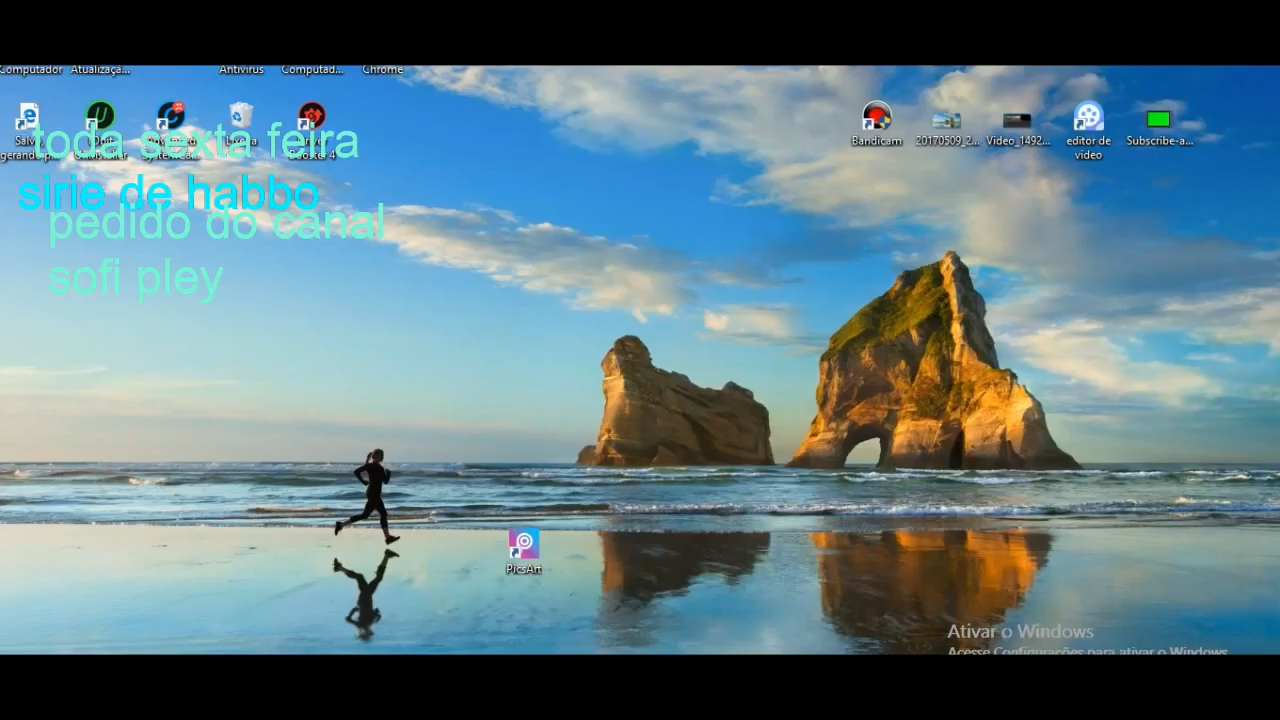 Computador Atualizaçã... Antivirus Computad... Chrome
toda sexta feira
sirie de habbo
pedido do canal
sofi pley
Bandicam 20170509_2... Video_1492... editor de Subscribe-a...
video
PicsArt
Ativar o Windows
Acesse Configurações para ativar o Windows.